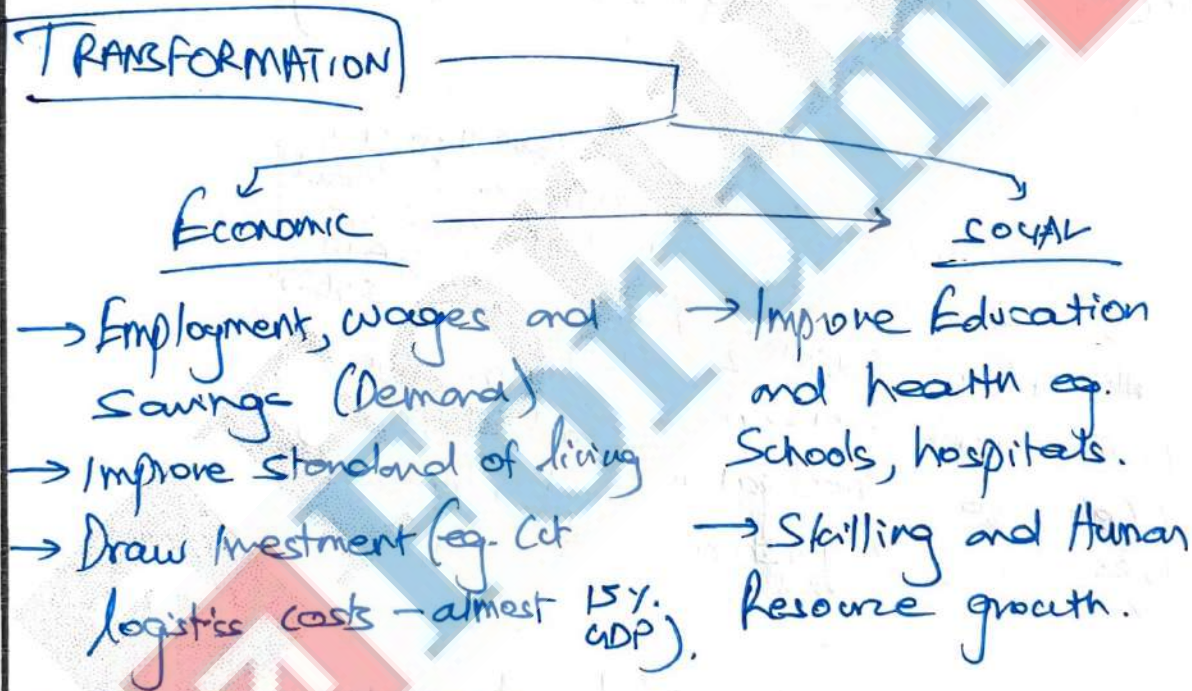 TRANSFORMATION
ECONOMIC
SOCIAL
→ Employment, wages and
savings (Demand)
→ Improve standard of living
→ Draw Investment (eg. Cut
logistics costs - almost 15%.
GDP).
→ Improve Education
and health eg.
Schools, hospitals.
→ Skilling and Human
Resource growth.
Forum